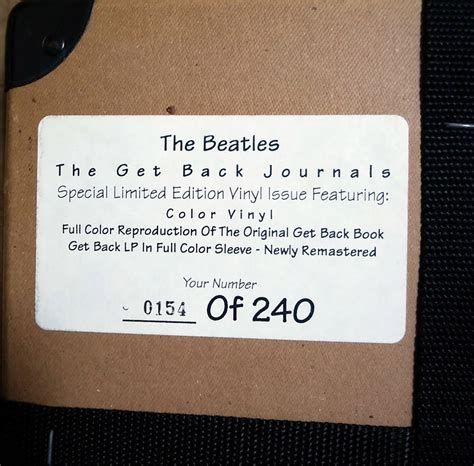 The Beatles
The Get Back Journals
Special Limited Edition Vinyl Issue Featuring:
Color Vinyl
Full Color Reproduction Of The Original Get Back Book
Get Back LP In Full Color Sleeve - Newly Remastered
Your Number
0154 Of 240